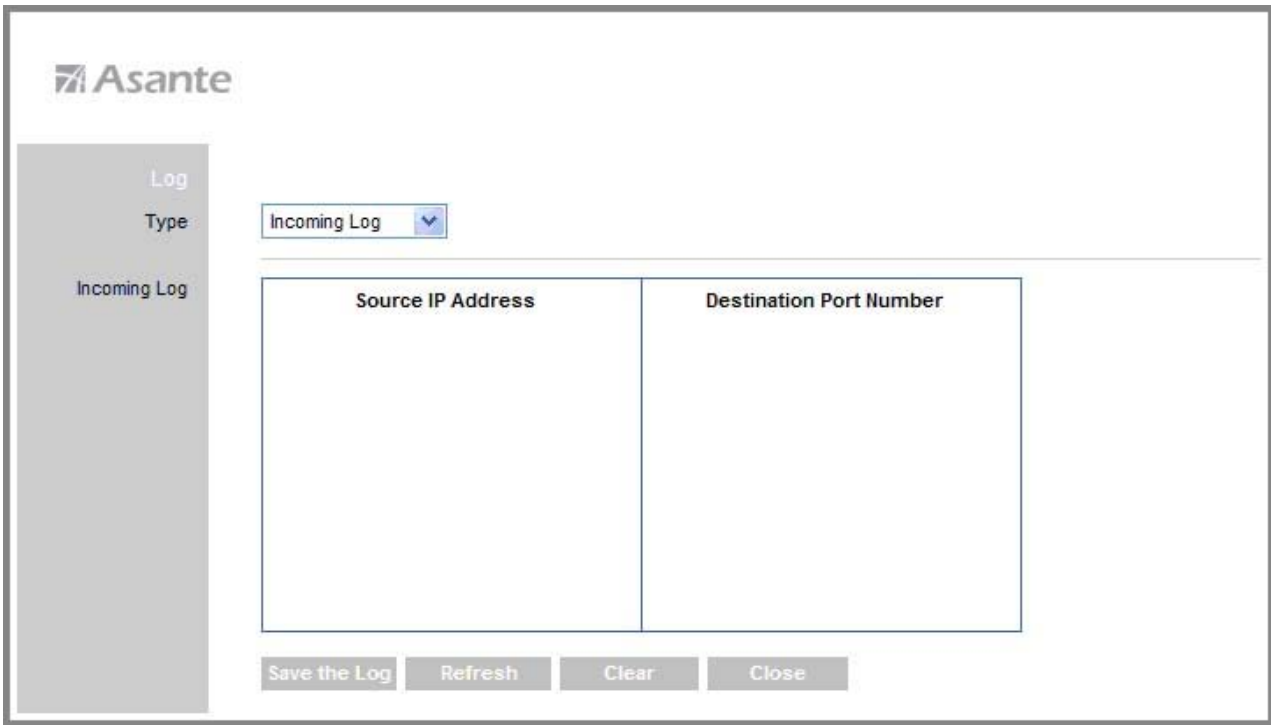 Asante
Log
Type
Incoming Log
Incoming Log
Source IP Address
Destination Port Number
Save the Log
Refresh
Clear
Close